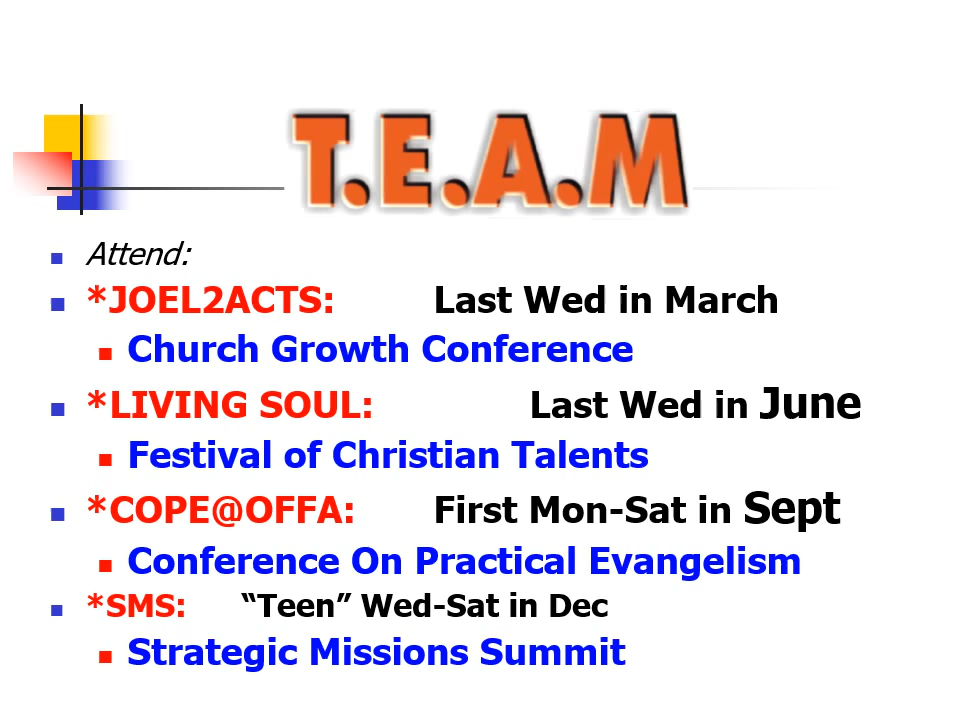 T.E.A.M
Attend:
*JOEL2ACTS: Last Wed in March
Church Growth Conference
*LIVING SOUL: Last Wed in June
Festival of Christian Talents
*COPE@OFFA: First Mon-Sat in Sept
Conference On Practical Evangelism
*SMS: “Teen” Wed-Sat in Dec
Strategic Missions Summit